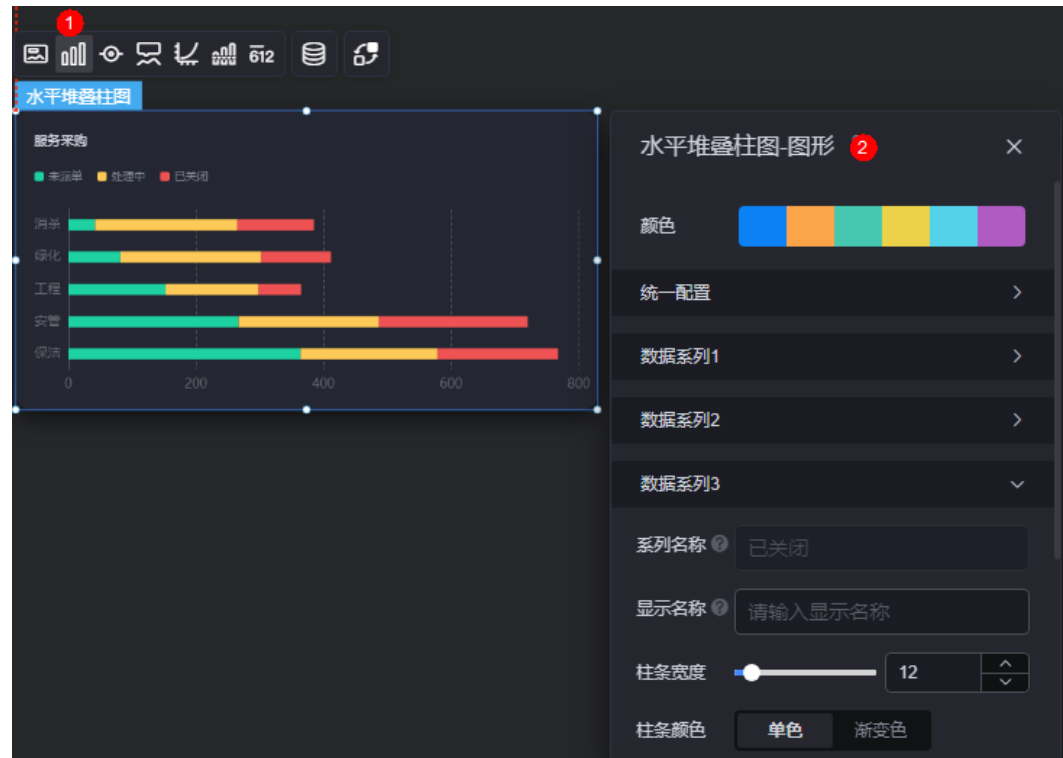 1
612
水平堆叠柱图
服务采购
未派单 处理中 已关闭
消杀
绿化
工程
安管
保洁
0 200 400 600 800
水平堆叠柱图-图形 2
颜色
统一配置
数据系列1
数据系列2
数据系列3
系列名称 已关闭
显示名称 请输入显示名称
柱条宽度 12
柱条颜色 单色 渐变色